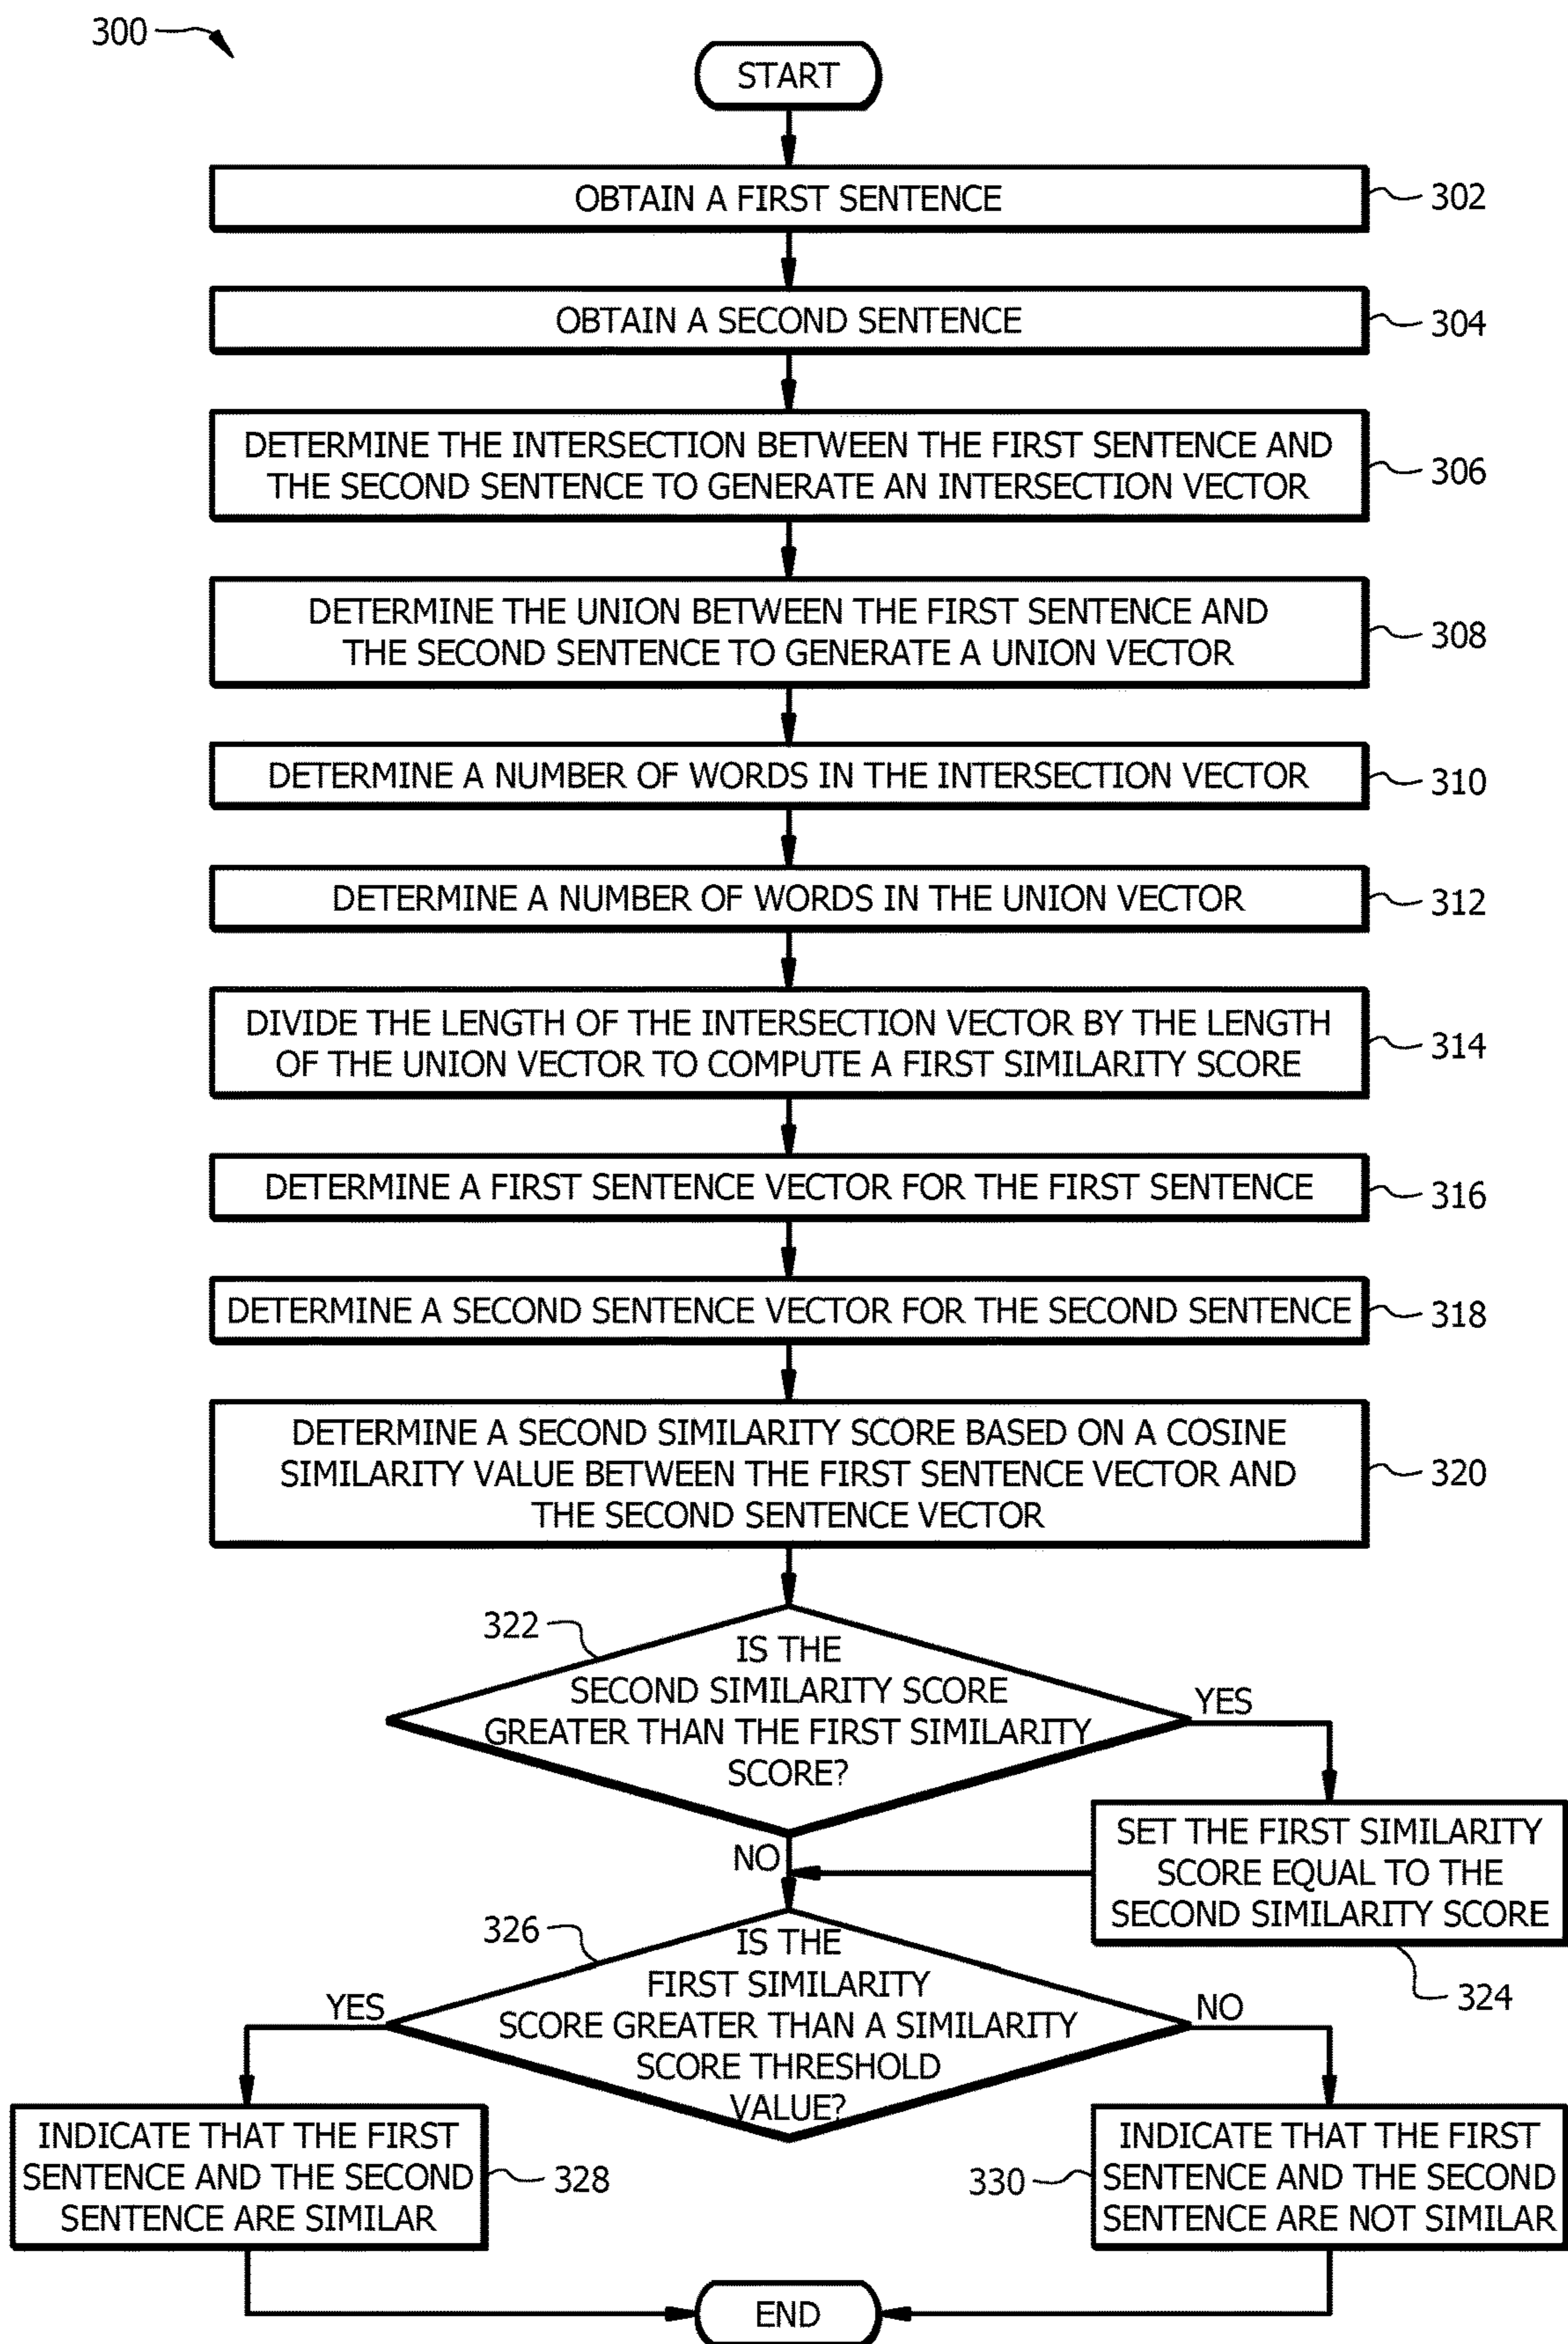 300
START
OBTAIN A FIRST SENTENCE
302
OBTAIN A SECOND SENTENCE
304
DETERMINE THE INTERSECTION BETWEEN THE FIRST SENTENCE AND
THE SECOND SENTENCE TO GENERATE AN INTERSECTION VECTOR
306
DETERMINE THE UNION BETWEEN THE FIRST SENTENCE AND
THE SECOND SENTENCE TO GENERATE A UNION VECTOR
308
DETERMINE A NUMBER OF WORDS IN THE INTERSECTION VECTOR
310
DETERMINE A NUMBER OF WORDS IN THE UNION VECTOR
312
DIVIDE THE LENGTH OF THE INTERSECTION VECTOR BY THE LENGTH
OF THE UNION VECTOR TO COMPUTE A FIRST SIMILARITY SCORE
314
DETERMINE A FIRST SENTENCE VECTOR FOR THE FIRST SENTENCE
316
DETERMINE A SECOND SENTENCE VECTOR FOR THE SECOND SENTENCE
318
DETERMINE A SECOND SIMILARITY SCORE BASED ON A COSINE
SIMILARITY VALUE BETWEEN THE FIRST SENTENCE VECTOR AND
THE SECOND SENTENCE VECTOR
320
322
IS THE
SECOND SIMILARITY SCORE
GREATER THAN THE FIRST SIMILARITY
SCORE?
YES
NO
SET THE FIRST SIMILARITY
SCORE EQUAL TO THE
SECOND SIMILARITY SCORE
324
326
IS THE
FIRST SIMILARITY
SCORE GREATER THAN A SIMILARITY
SCORE THRESHOLD
VALUE?
YES
NO
INDICATE THAT THE FIRST
SENTENCE AND THE SECOND
SENTENCE ARE SIMILAR
328
330
INDICATE THAT THE FIRST
SENTENCE AND THE SECOND
SENTENCE ARE NOT SIMILAR
END